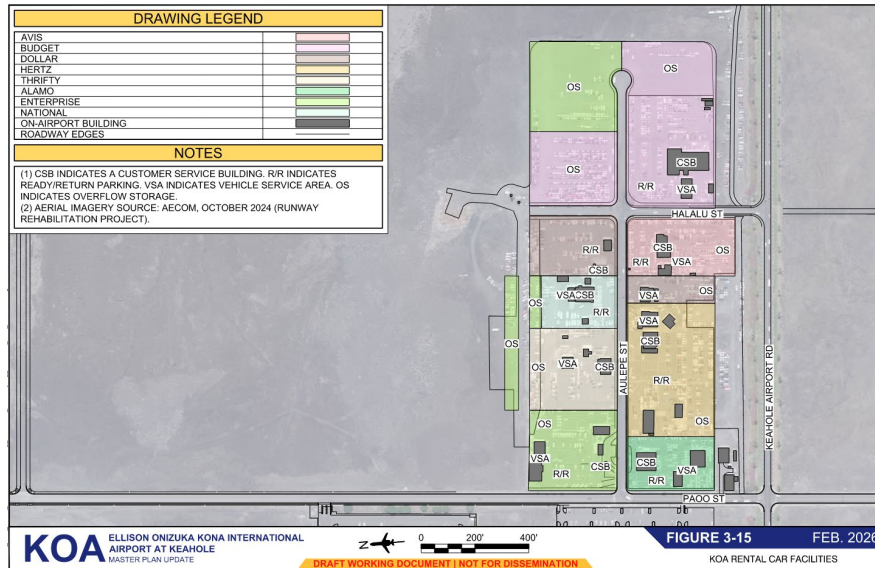 DRAWING LEGEND
AVIS
BUDGET
DOLLAR
HERTZ
THRIFTY
ALAMO
ENTERPRISE
NATIONAL
ON-AIRPORT BUILDING
ROADWAY EDGES
NOTES
(1) CSB INDICATES A CUSTOMER SERVICE BUILDING. R/R INDICATES
READY/RETURN PARKING. VSA INDICATES VEHICLE SERVICE AREA. OS
INDICATES OVERFLOW STORAGE.
(2) AERIAL IMAGERY SOURCE: AECOM, OCTOBER 2024 (RUNWAY
REHABILITATION PROJECT).
OS
OS
OS
CSB
R/R
VSA
HALALU ST
R/R
CSB
CSB
OS
R/R
VSA
VSA
CSB
R/R
OS
VSA
OS
OS
VSA
CSB
OS
VSA
CSB
R/R
OS
AULEPE ST
KEAHOLE AIRPORT RD
OS
VSA
CSB
R/R
CSB
VSA
R/R
PAOO ST
KOA
ELLISON ONIZUKA KONA INTERNATIONAL
AIRPORT AT KEAHOLE
MASTER PLAN UPDATE
Z
0 200' 400'
DRAFT WORKING DOCUMENT | NOT FOR DISSEMINATION
FIGURE 3-15 FEB. 2026
KOA RENTAL CAR FACILITIES